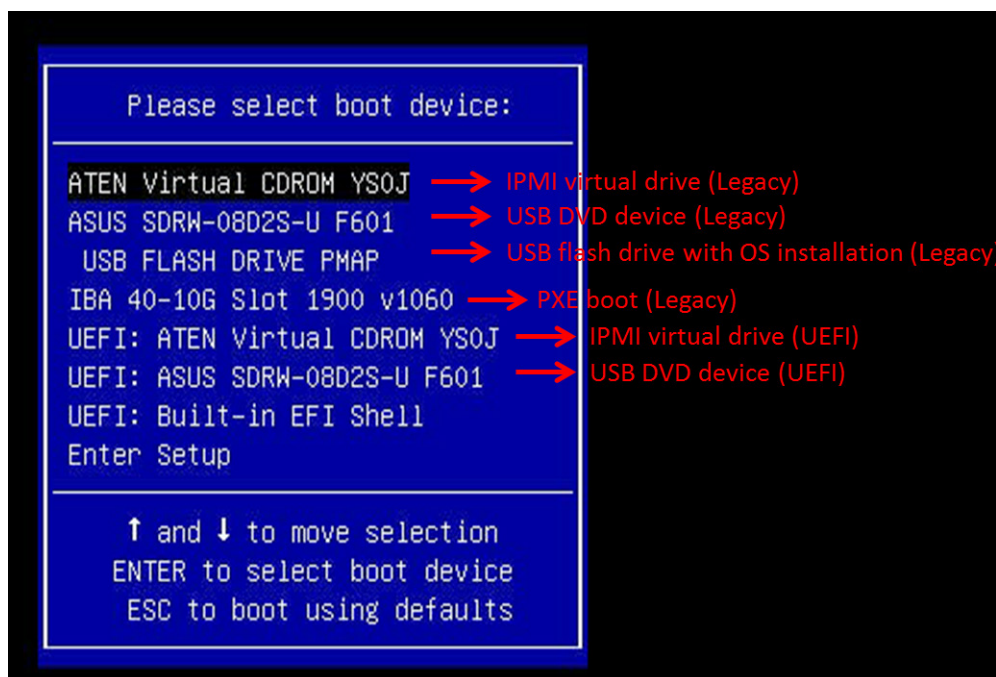 Please select boot device:
ATEN Virtual CDROM YS0J → IPMI virtual drive (Legacy)
ASUS SDRW-08D2S-U F601 → USB DVD device (Legacy)
USB FLASH DRIVE PMAP → USB flash drive with OS installation (Legacy)
IBA 40-10G Slot 1900 v1060 → PXE boot (Legacy)
UEFI: ATEN Virtual CDROM YS0J → IPMI virtual drive (UEFI)
UEFI: ASUS SDRW-08D2S-U F601 → USB DVD device (UEFI)
UEFI: Built-in EFI Shell
Enter Setup
↑ and ↓ to move selection
ENTER to select boot device
ESC to boot using defaults